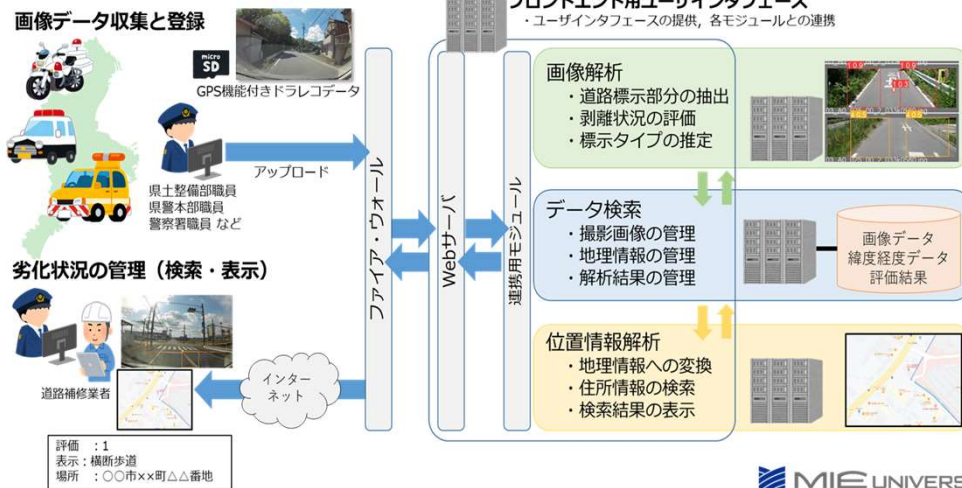 画像データ収集と登録
micro
SD
GPS機能付きドラレコデータ
アップロード
県土整備部職員
県警本部職員
警察署職員 など
劣化状況の管理（検索・表示）
道路補修業者
インター
ネット
評価 ：1
表示：横断歩道
場所 ：〇〇市××町△△番地
ファイア・ウォール
Webサーバ
連携用モジュール
フロントエンド用ユーザインタフェース
・ユーザインタフェースの提供，各モジュールとの連携
画像解析
・道路標示部分の抽出
・剥離状況の評価
・標示タイプの推定
データ検索
・撮影画像の管理
・地理情報の管理
・解析結果の管理
画像データ
緯度経度データ
評価結果
位置情報解析
・地理情報への変換
・住所情報の検索
・検索結果の表示
MIE UNIVERS